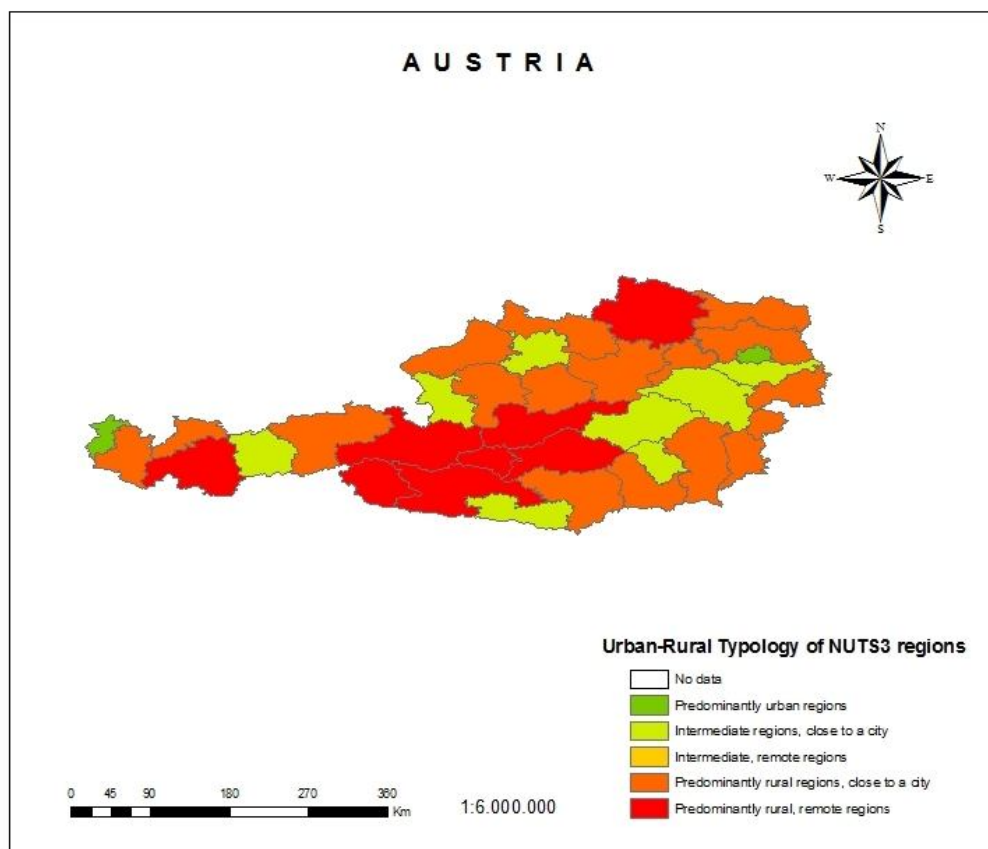 A U S T R I A
N
W
E
S
Urban-Rural Typology of NUTS3 regions
No data
Predominantly urban regions
Intermediate regions, close to a city
Intermediate, remote regions
Predominantly rural regions, close to a city
Predominantly rural, remote regions
0 45 90 180 270 360
Km
1:6.000.000